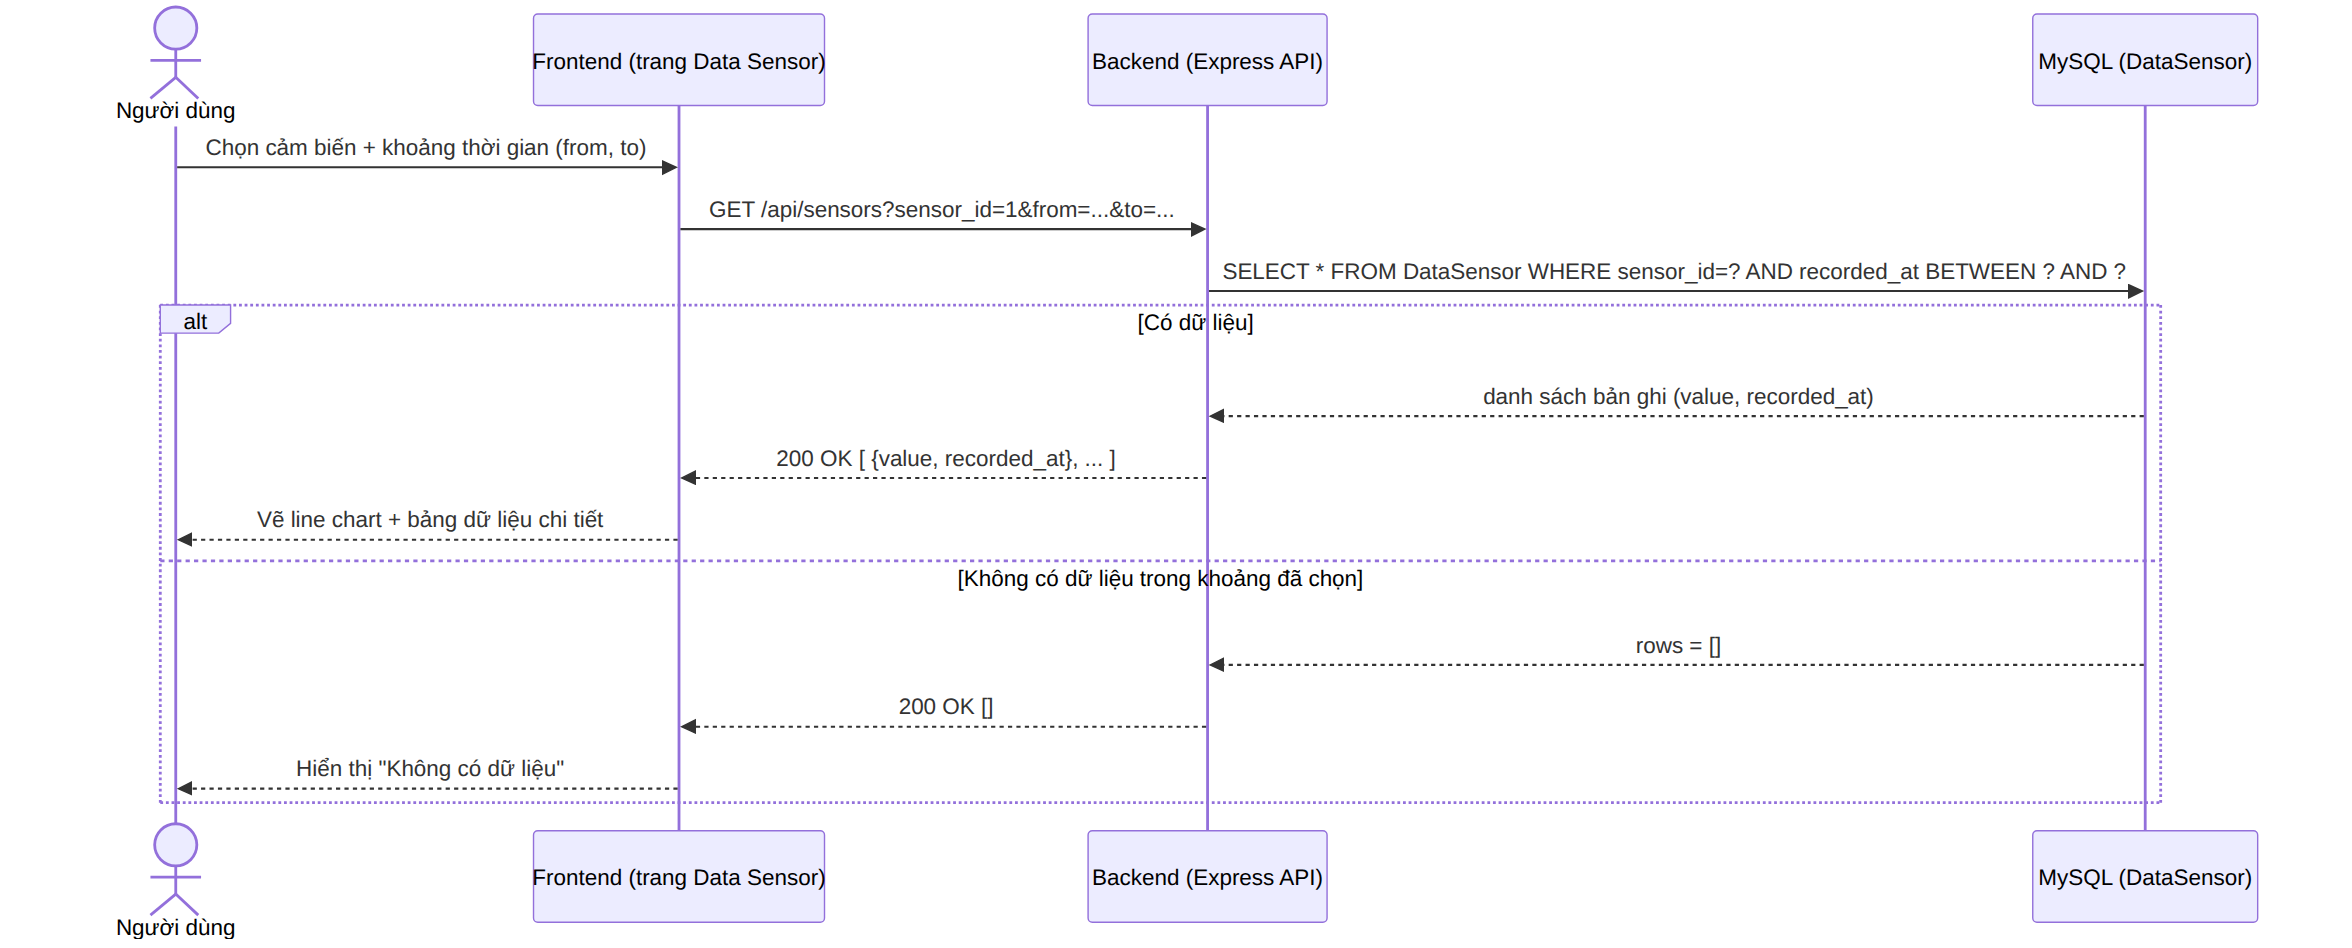 Người dùng
Frontend (trang Data Sensor)
Backend (Express API)
MySQL (DataSensor)
Chọn cảm biến + khoảng thời gian (from, to)
GET /api/sensors?sensor_id=1&from=...&to=...
SELECT * FROM DataSensor WHERE sensor_id=? AND recorded_at BETWEEN ? AND ?
alt
[Có dữ liệu]
danh sách bản ghi (value, recorded_at)
200 OK [ {value, recorded_at}, ... ]
Vẽ line chart + bảng dữ liệu chi tiết
[Không có dữ liệu trong khoảng đã chọn]
rows = []
200 OK []
Hiển thị "Không có dữ liệu"
Người dùng
Frontend (trang Data Sensor)
Backend (Express API)
MySQL (DataSensor)